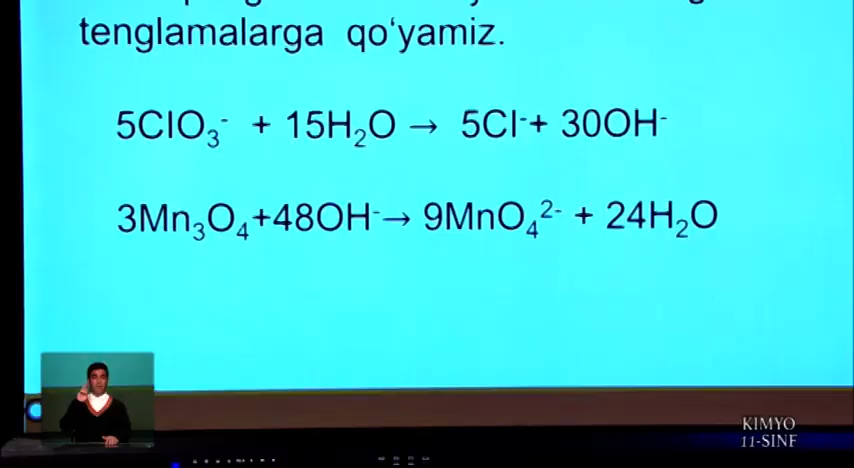 tenglamalarga qo‘yamiz.
5ClO₃⁻ + 15H₂O → 5Cl⁻+ 30OH⁻
3Mn₃O₄+48OH⁻→ 9MnO₄²⁻ + 24H₂O
KIMYO
11-SINF